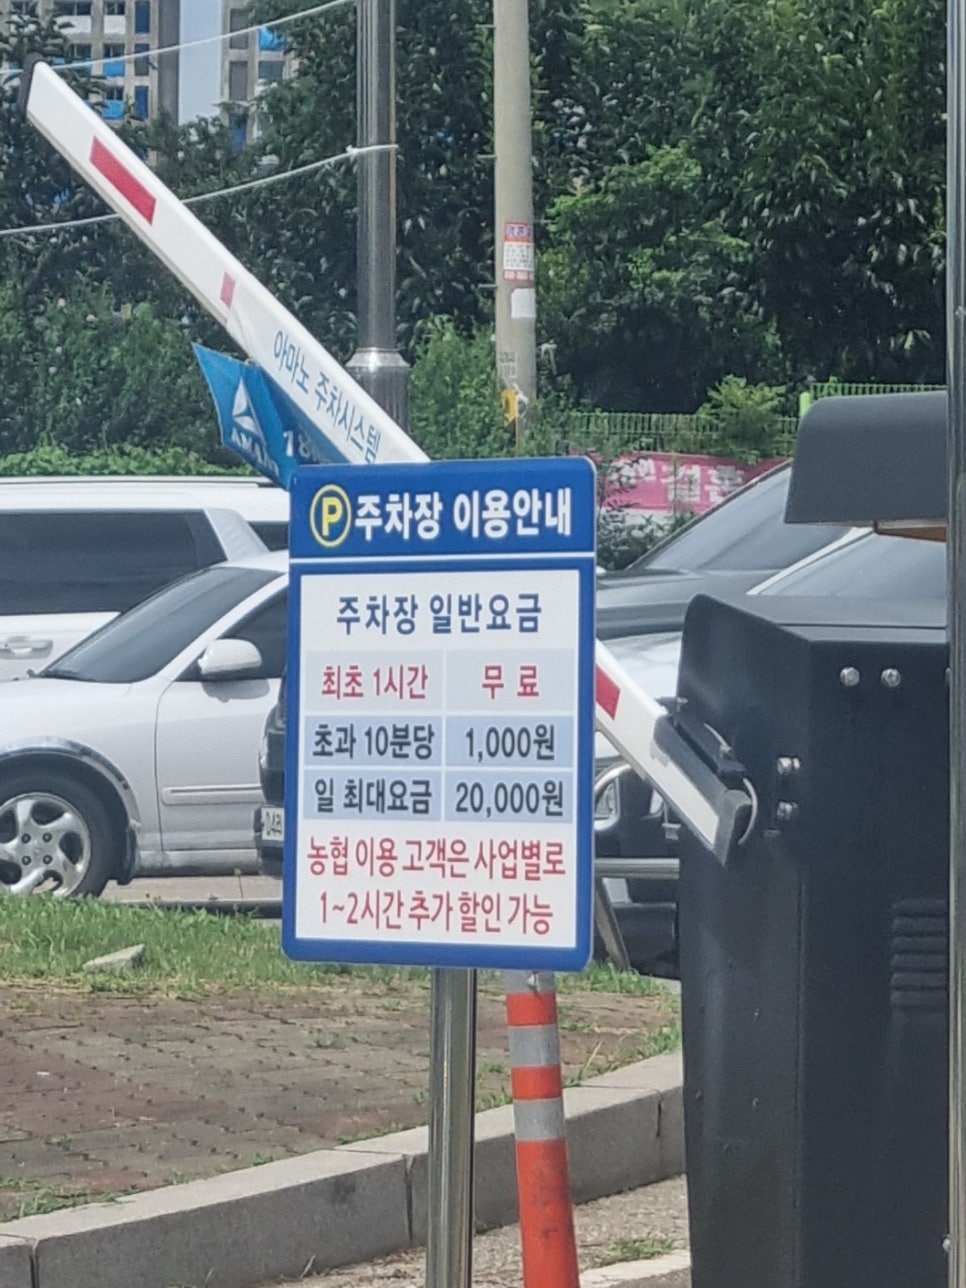 아마노 주차시스템
AMANO
P 주차장 이용안내
주차장 일반요금
최초 1시간 무 료
초과 10분당 1,000원
일 최대요금 20,000원
농협 이용 고객은 사업별로
1~2시간 추가 할인 가능